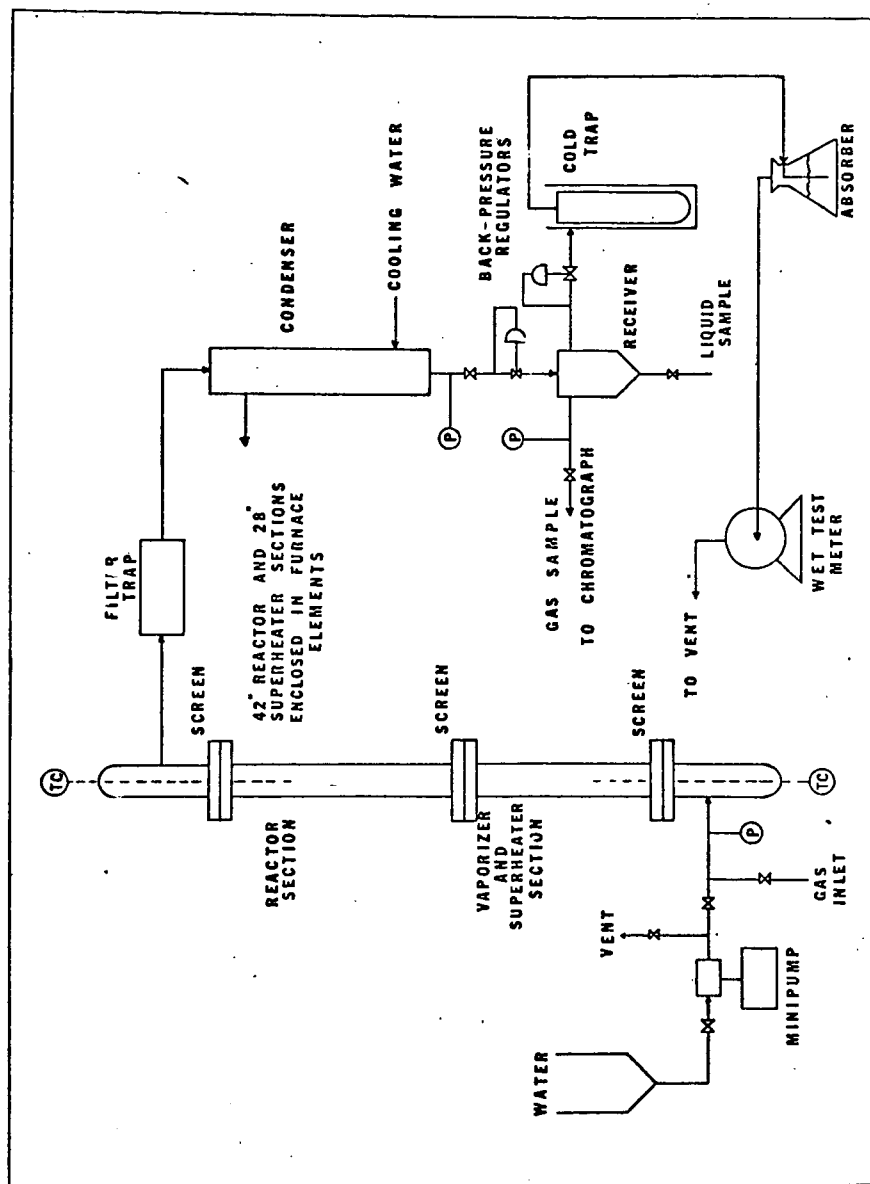 TC
FILTER
TRAP
SCREEN
42" REACTOR AND 28"
SUPERHEATER SECTIONS
ENCLOSED IN FURNACE
ELEMENTS
CONDENSER
COOLING WATER
REACTOR
SECTION
SCREEN
VAPORIZER
AND
SUPERHEATER
SECTION
SCREEN
P
P
BACK-PRESSURE
REGULATORS
COLD
TRAP
GAS SAMPLE
TO CHROMATOGRAPH
RECEIVER
LIQUID
SAMPLE
TO VENT
WET TEST
METER
ABSORBER
WATER
MINIPUMP
VENT
P
GAS
INLET
TC